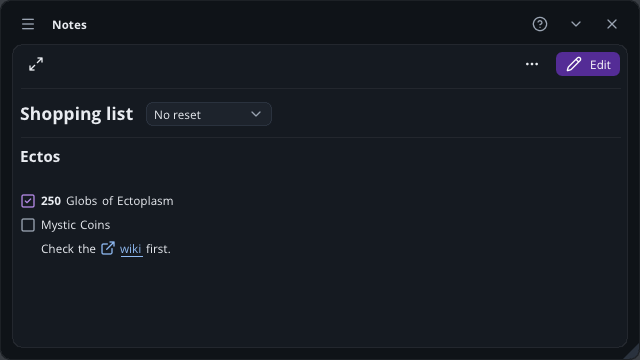 Notes
Edit
Shopping list No reset
Ectos
250 Globs of Ectoplasm
Mystic Coins
Check the wiki first.